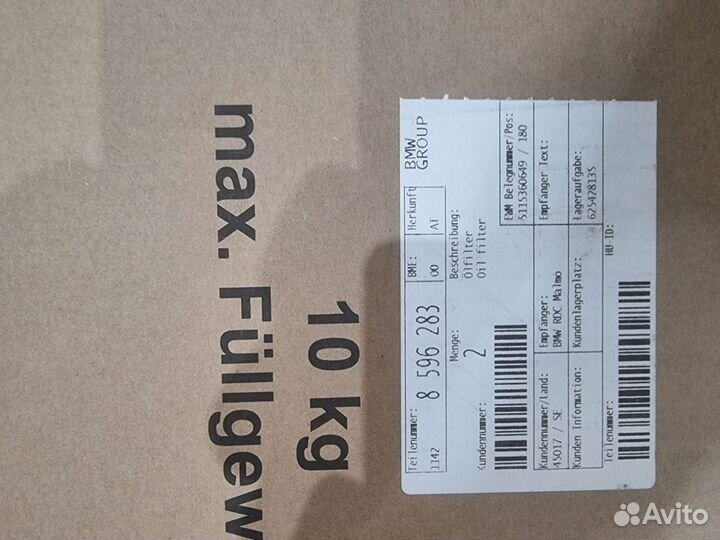 max. Füllgew
10 kg
BMW
GROUP
Teilenummer: BME: Herkunft
1142 8 596 283 00 AT
Menge: Beschreibung:
2 Ölfilter
Oil filter
Kundennummer: EWM Belegnummer/Pos:
5115360649 / 180
Kundennummer/Land: Empfänger: Empfänger Text:
45017 / SE BMW RDC Malmo
Kunden Information: Kundenlagerplatz: Lageraufgabe:
625428135
Teilenummer: HU-ID:
Avito